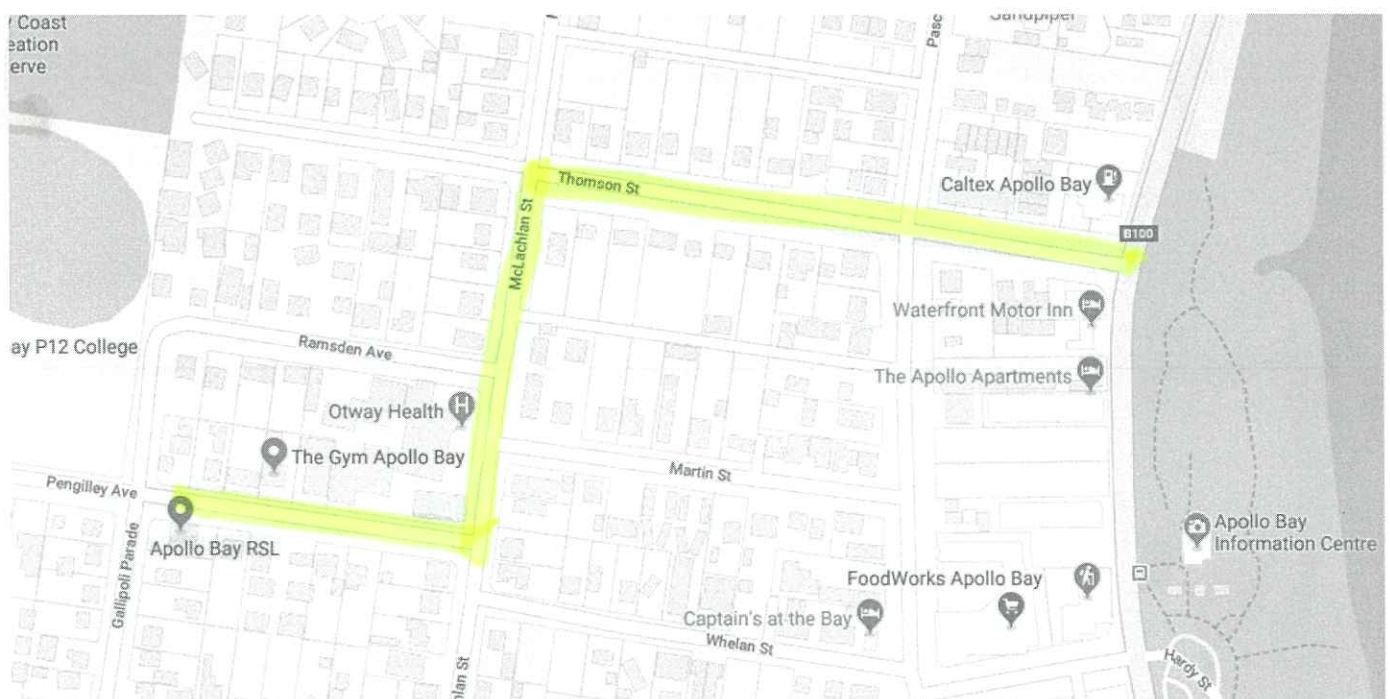 Coast
eation
erve
Sandpiper
Pasc
Thomson St
McLachlan St
Caltex Apollo Bay
B100
Waterfront Motor Inn
ay P12 College
Ramsden Ave
The Apollo Apartments
Otway Health
H
The Gym Apollo Bay
Martin St
Pengilley Ave
Apollo Bay RSL
Gallipoli Parade
Apollo Bay
Information Centre
FoodWorks Apollo Bay
Captain's at the Bay
Whelan St
Hardy St
hlan St